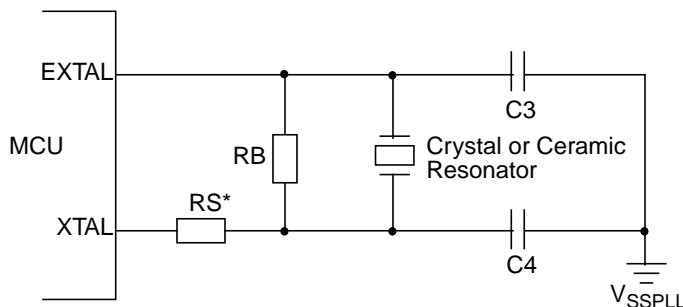 EXTAL
C3
MCU
RB
Crystal or Ceramic
Resonator
RS*
XTAL
C4
VSSPLL